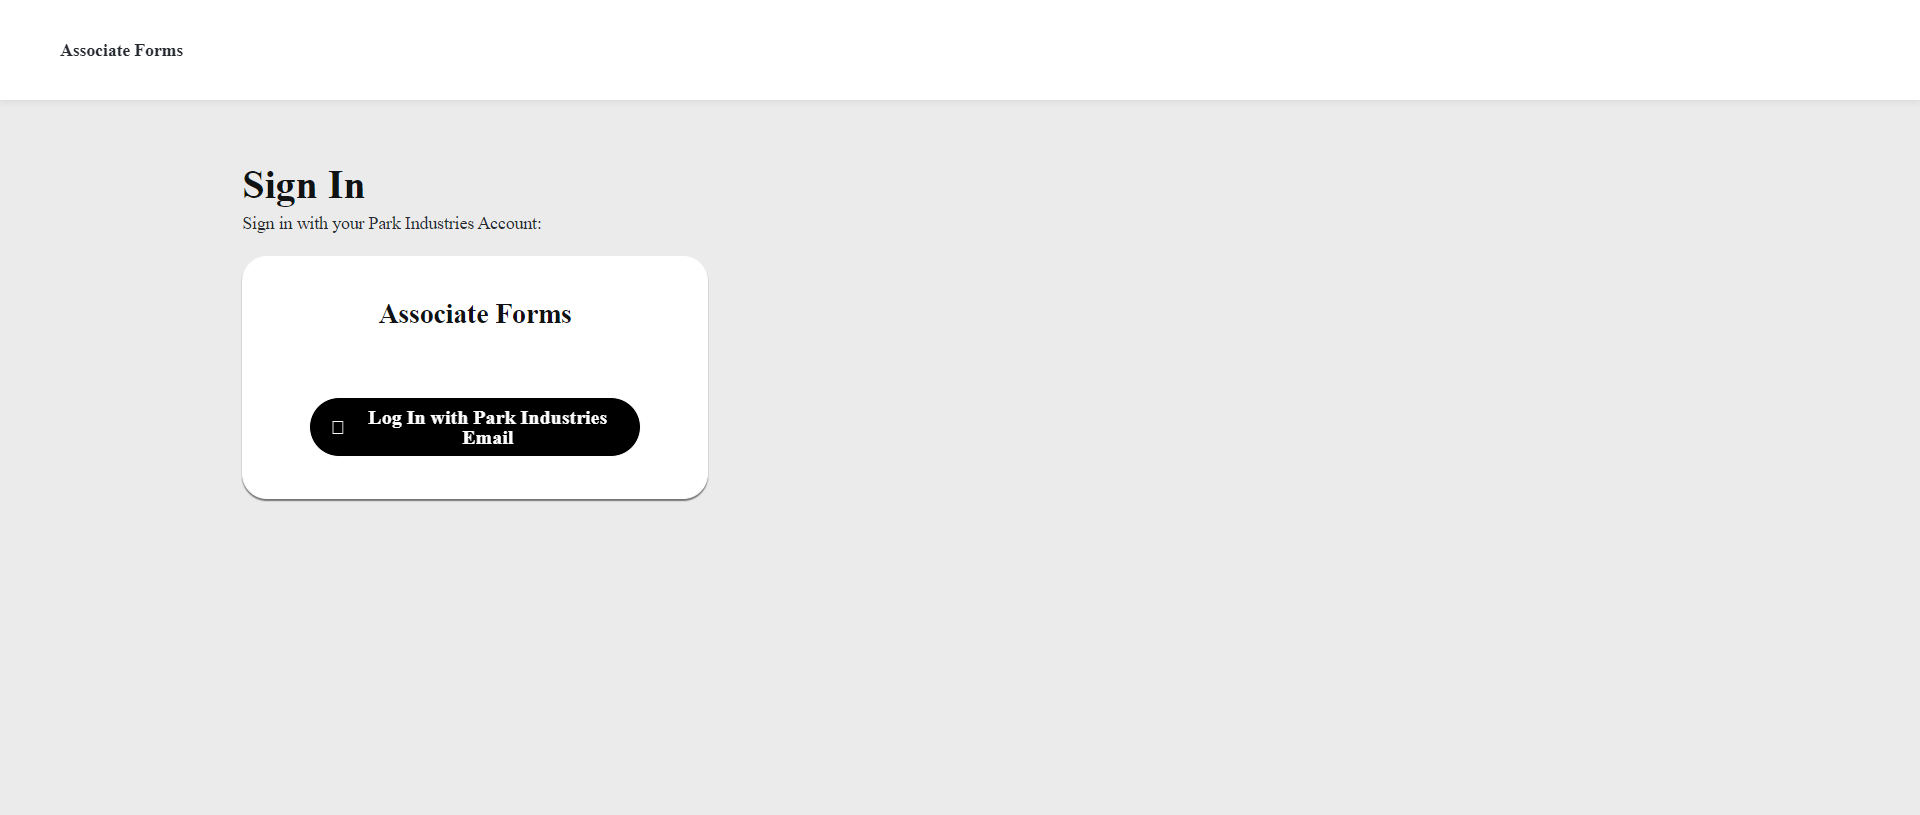 Associate Forms
Sign In
Sign in with your Park Industries Account:
Associate Forms
Log In with Park Industries
Email